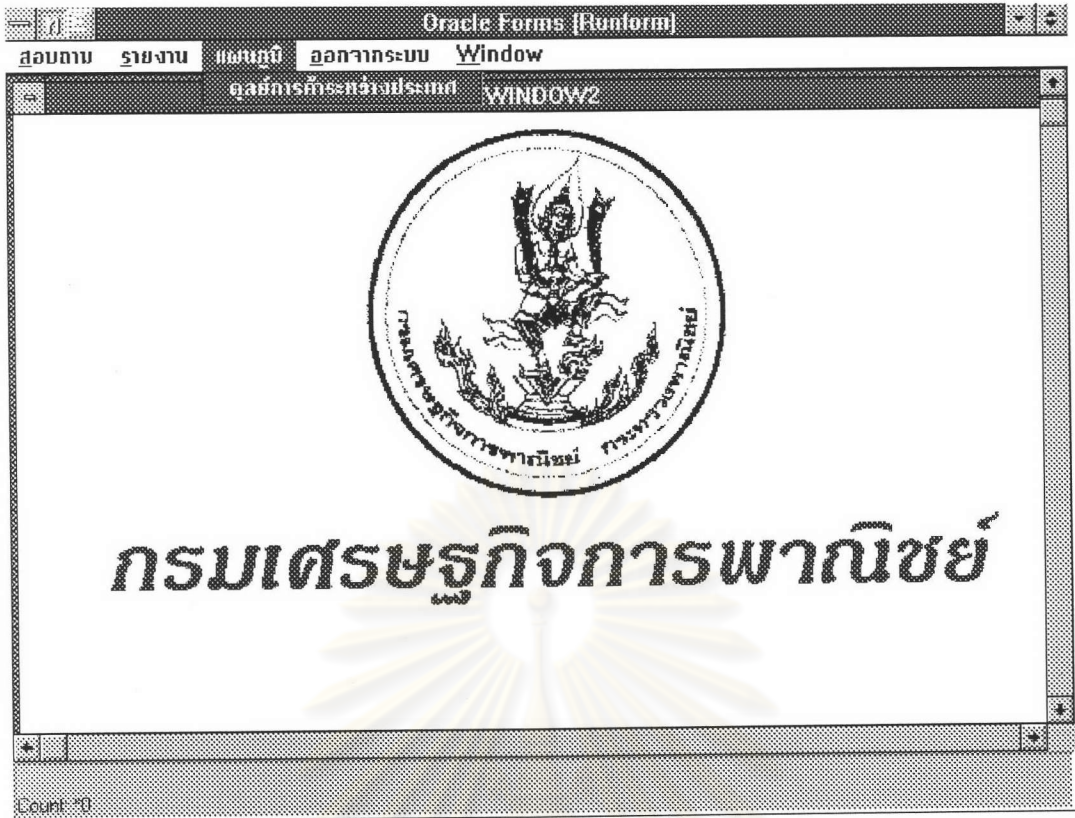 Oracle Forms (Runform)
สอบถาม รายงาน แผนภูมิ ออกจากระบบ Window
ดุลย์การค้าระหว่างประเทศ WINDOW2
กรมเศรษฐกิจการพาณิชย์ กระทรวงพาณิชย์
กรมเศรษฐกิจการพาณิชย์
Count: *0